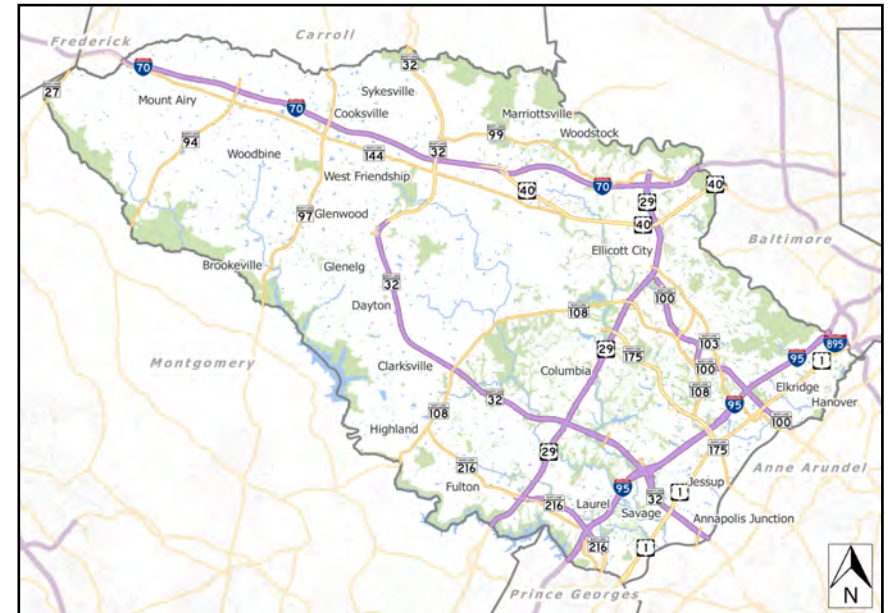 Frederick
Carroll
70
32
27
Mount Airy
70
Sykesville
Cooksville
Marriottsville
99
Woodstock
94
144
32
Woodbine
West Friendship
40
70
40
29
97
Glenwood
40
Ellicott City
Baltimore
Brookeville
Glenelg
32
100
Dayton
108
103
895
29
175
95
1
Montgomery
Clarksville
Columbia
100
Elkridge
108
Hanover
32
95
108
100
Highland
29
175
Anne Arundel
216
Fulton
95
Jessup
1
32
216
Laurel
Savage
Annapolis Junction
216
1
Prince Georges
N